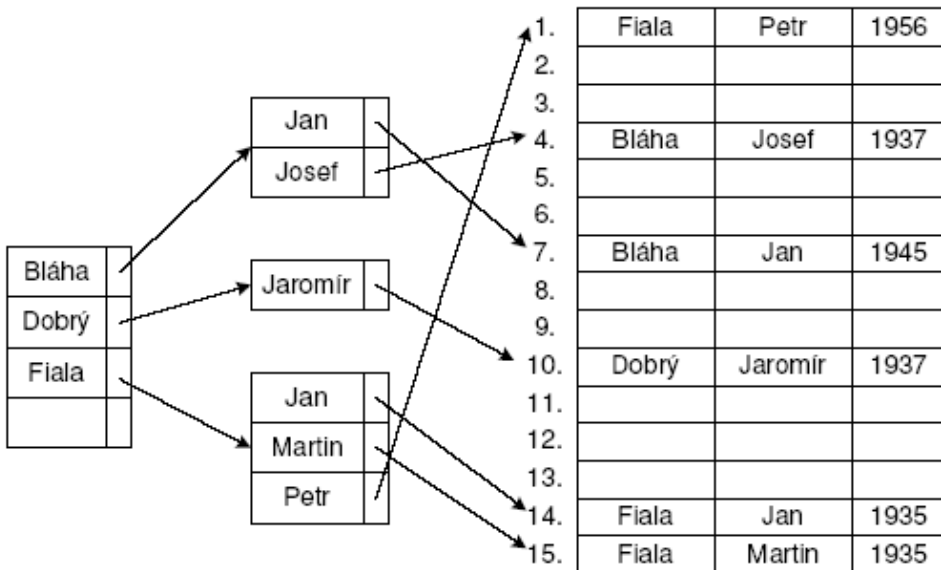 Bláha
Dobrý
Fiala
Jan
Josef
Jaromír
Jan
Martin
Petr
1. Fiala Petr 1956
2.
3.
4. Bláha Josef 1937
5.
6.
7. Bláha Jan 1945
8.
9.
10. Dobrý Jaromír 1937
11.
12.
13.
14. Fiala Jan 1935
15. Fiala Martin 1935